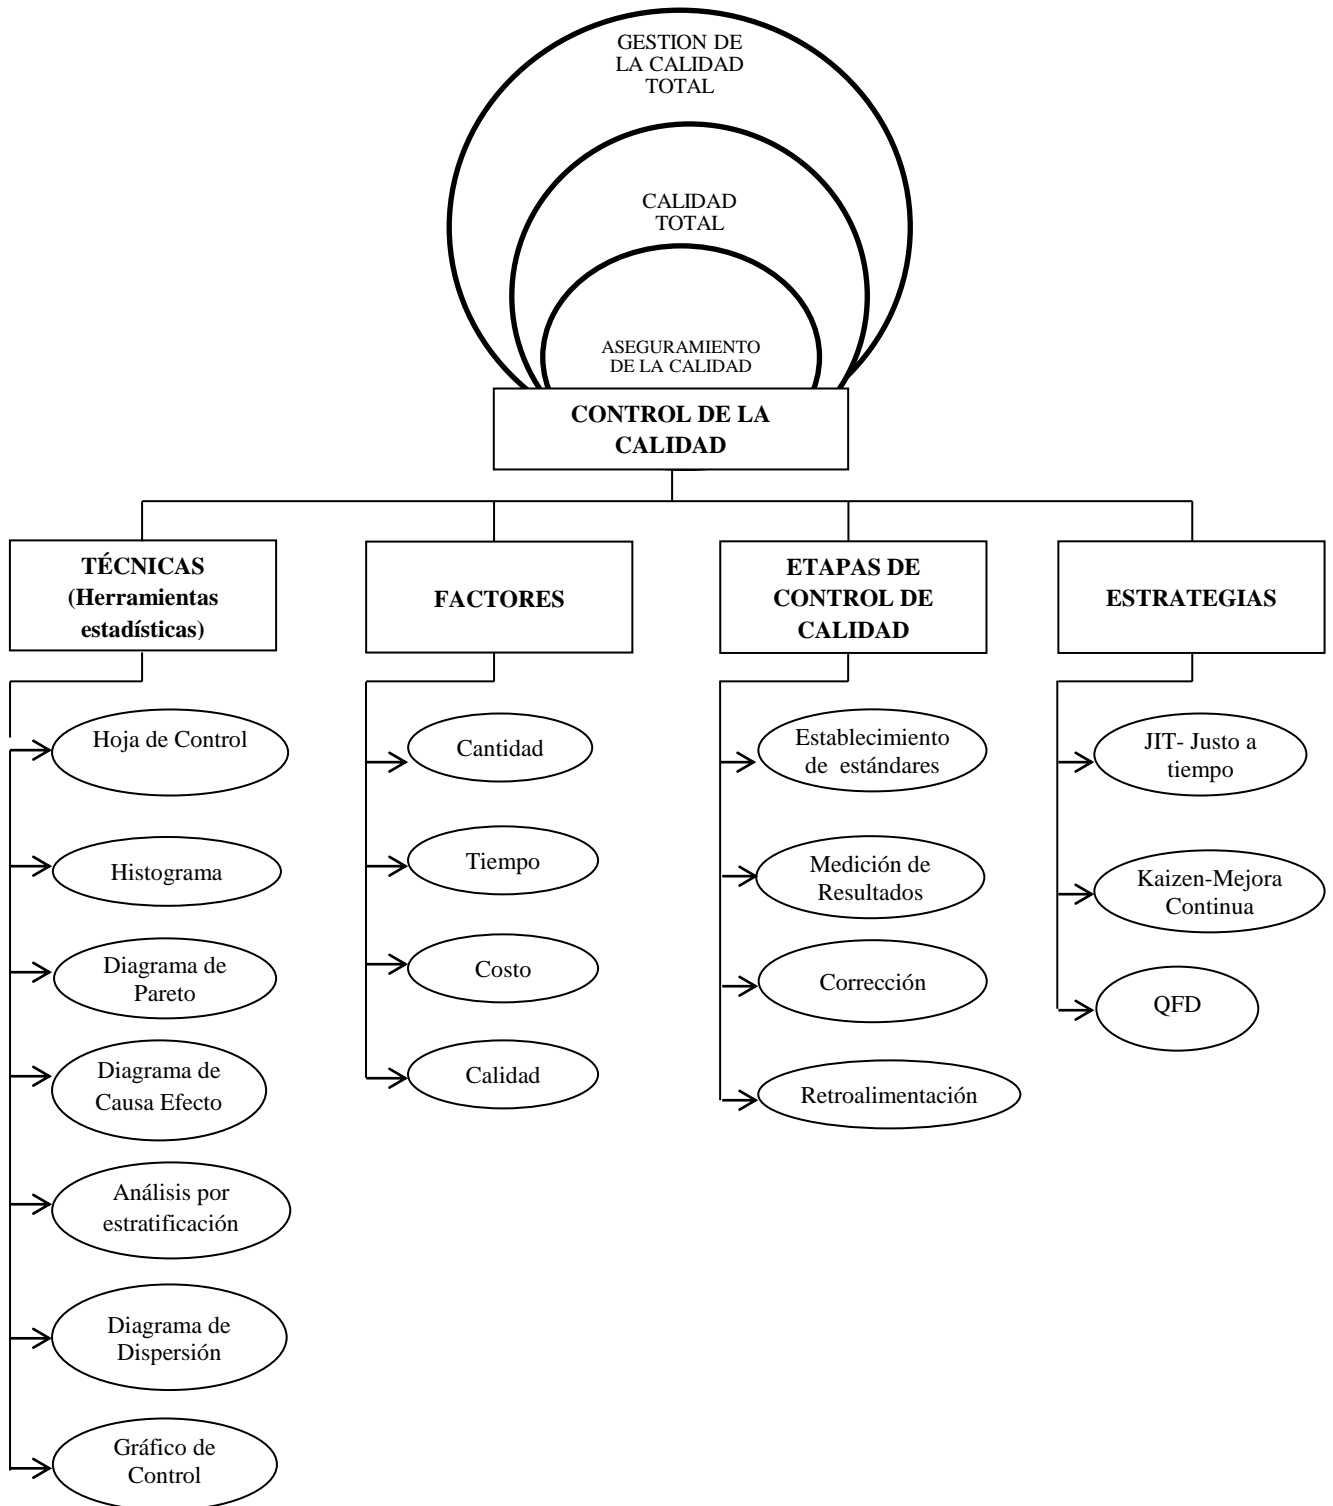 GESTION DE
LA CALIDAD
TOTAL
CALIDAD
TOTAL
ASEGURAMIENTO
DE LA CALIDAD
CONTROL DE LA
CALIDAD
TÉCNICAS
(Herramientas
estadísticas)
FACTORES
ETAPAS DE
CONTROL DE
CALIDAD
ESTRATEGIAS
Hoja de Control
Histograma
Diagrama de
Pareto
Diagrama de
Causa Efecto
Análisis por
estratificación
Diagrama de
Dispersión
Gráfico de
Control
Cantidad
Tiempo
Costo
Calidad
Establecimiento
de estándares
Medición de
Resultados
Corrección
Retroalimentación
JIT- Justo a
tiempo
Kaizen-Mejora
Continua
QFD